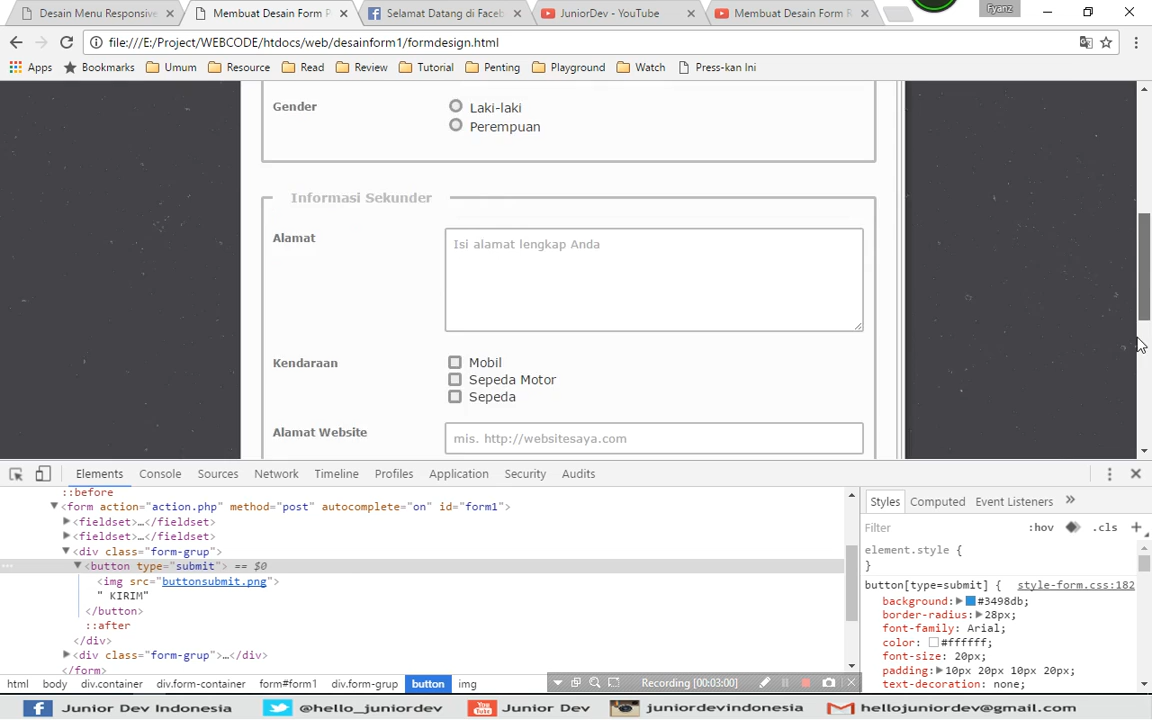 Desain Menu Responsive
Membuat Desain Form P
Selamat Datang di Faceb
JuniorDev - YouTube
Membuat Desain Form R
Fyanz
file:///E:/Project/WEBCODE/htdocs/web/desainform1/formdesign.html
Apps Bookmarks Umum Resource Read Review Tutorial Penting Playground Watch Press-kan Ini
Gender
Laki-laki
Perempuan
Informasi Sekunder
Alamat
Isi alamat lengkap Anda
Kendaraan
Mobil
Sepeda Motor
Sepeda
Alamat Website
mis. http://websitesaya.com
Elements Console Sources Network Timeline Profiles Application Security Audits
::before
<form action="action.php" method="post" autocomplete="on" id="form1">
<fieldset>…</fieldset>
<fieldset>…</fieldset>
<div class="form-grup">
<button type="submit"> == $0
<img src="buttonsubmit.png">
" KIRIM"
</button>
::after
</div>
<div class="form-grup">…</div>
</form>
html body div.container div.form-container form#form1 div.form-grup button img
Styles Computed Event Listeners »
Filter :hov .cls +
element.style {
}
button[type=submit] { style-form.css:182
background: #3498db;
border-radius: 28px;
font-family: Arial;
color: #ffffff;
font-size: 20px;
padding: 10px 20px 10px 20px;
text-decoration: none;
Recording [00:03:00]
Junior Dev Indonesia @hello_juniordev Junior Dev juniordevindonesia hellojuniordev@gmail.com